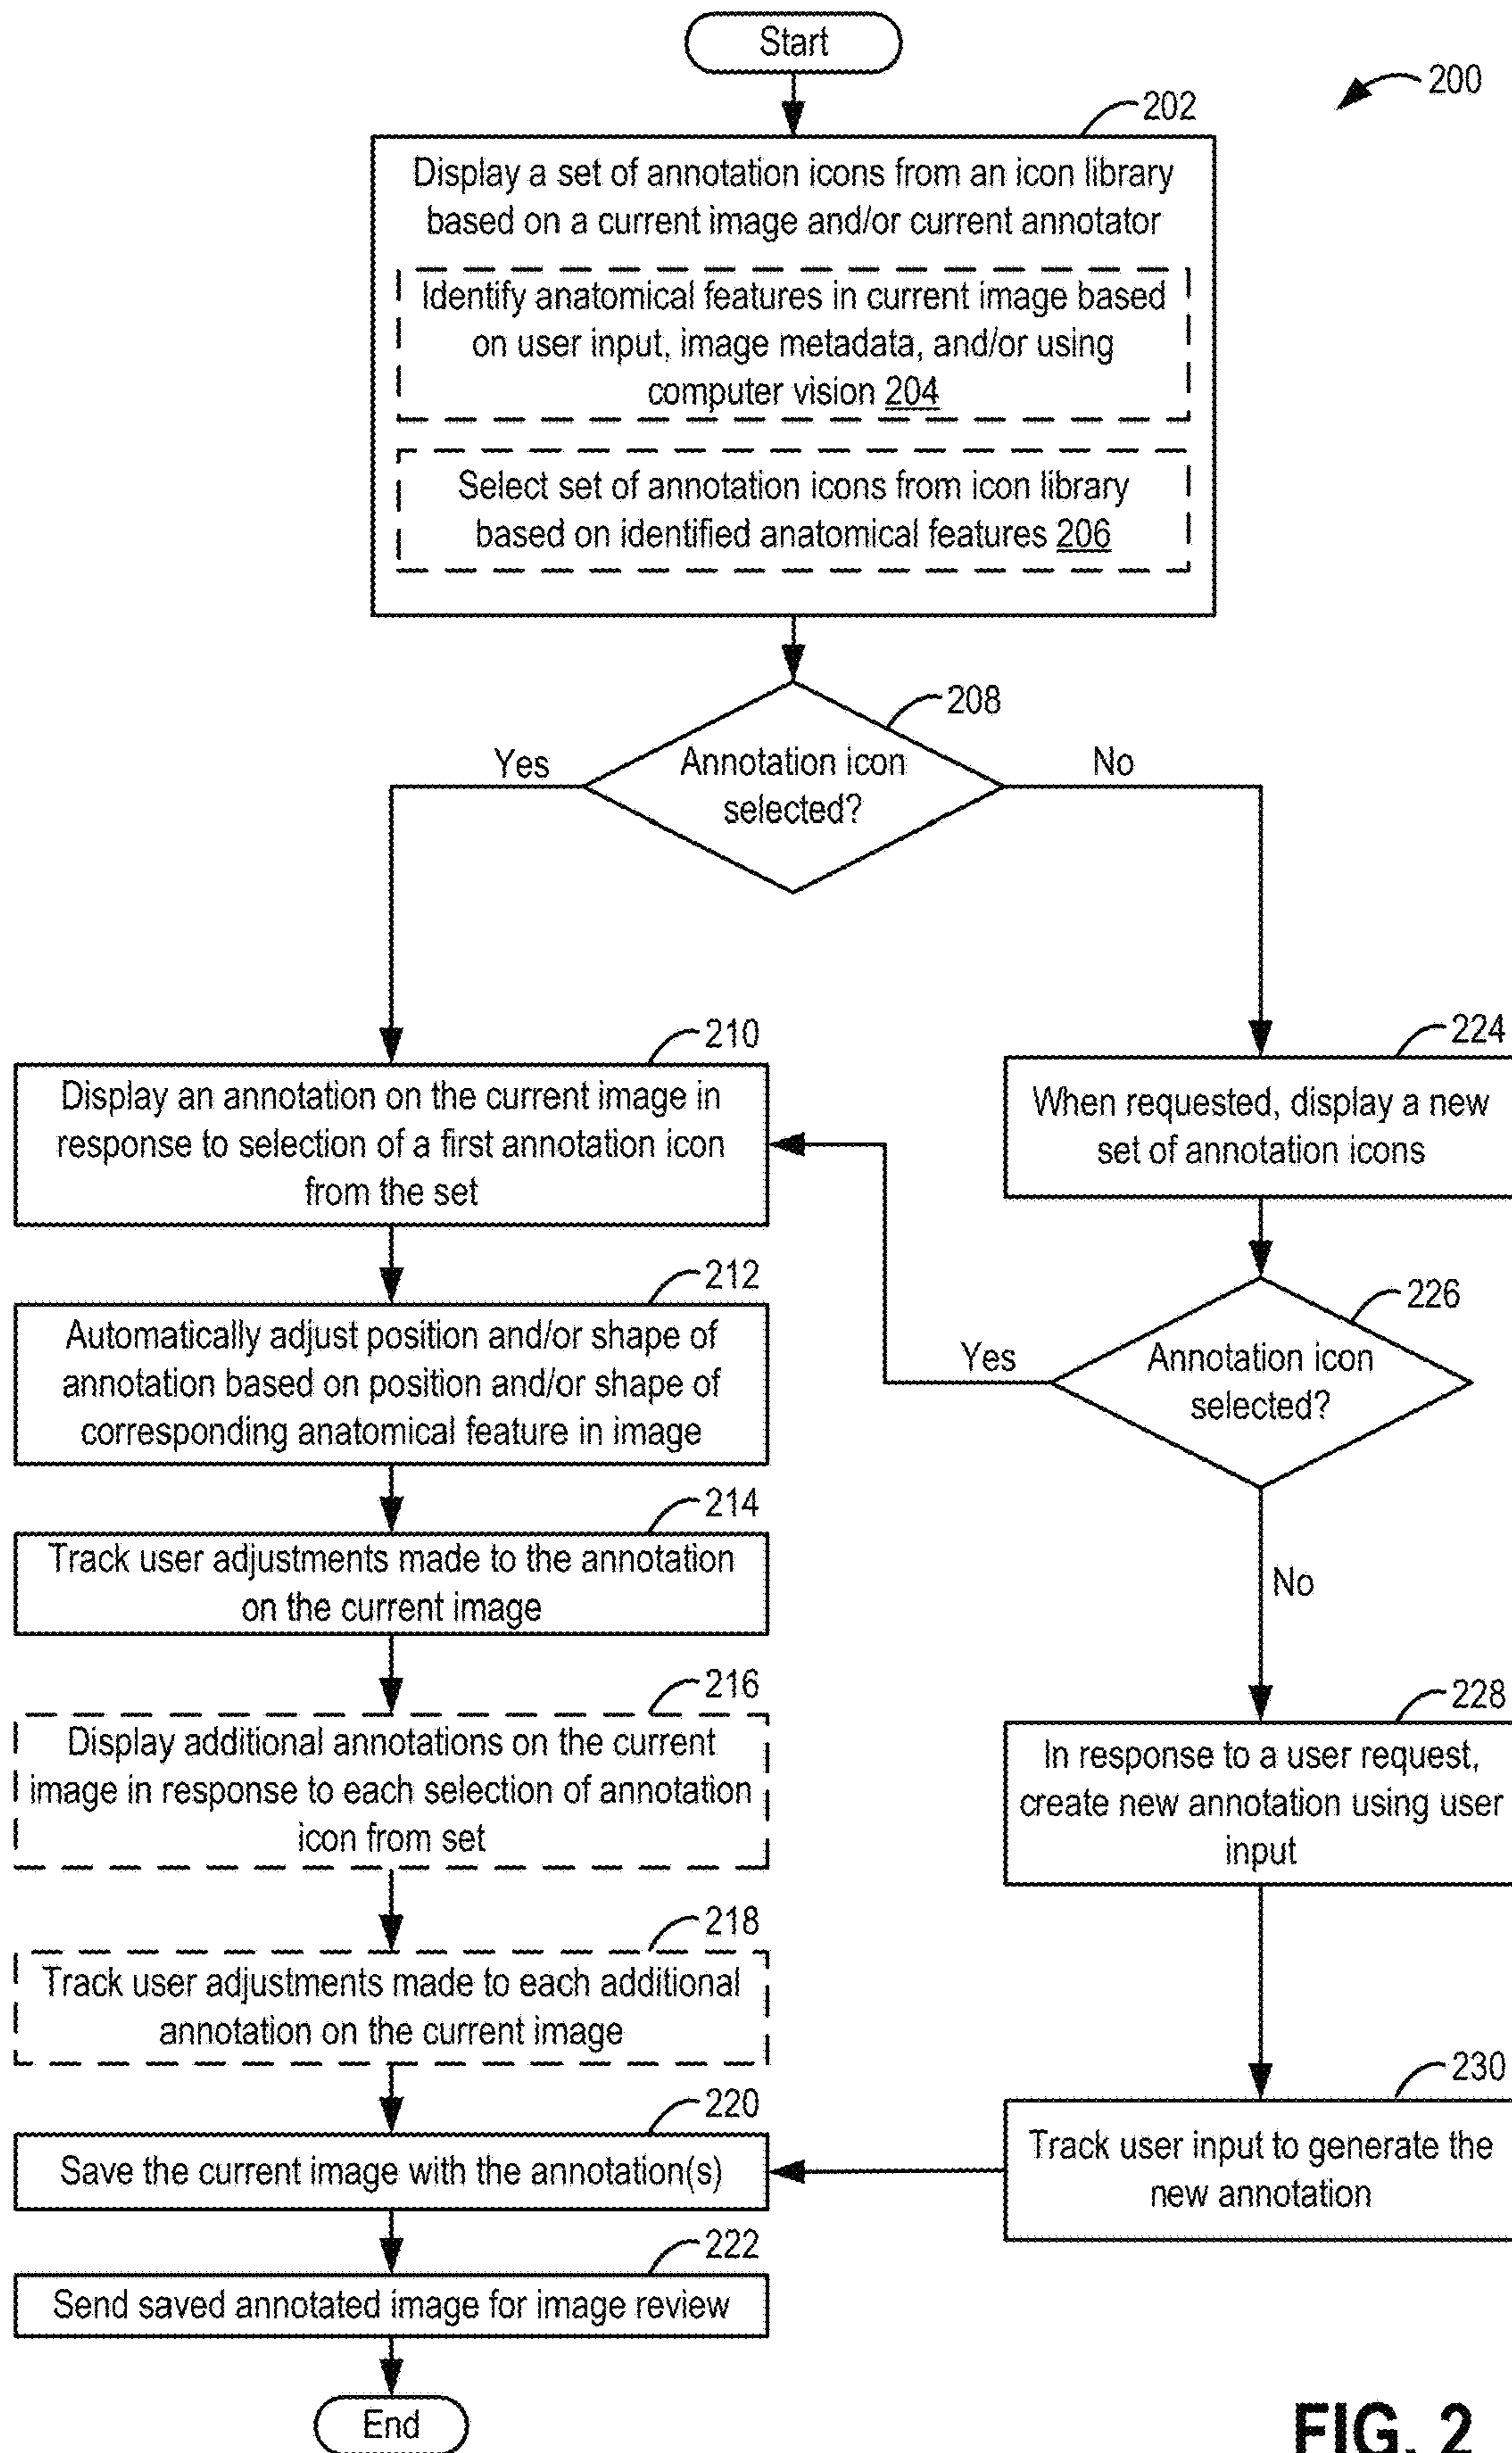 Start
200
202
Display a set of annotation icons from an icon library
based on a current image and/or current annotator
Identify anatomical features in current image based
on user input, image metadata, and/or using
computer vision 204
Select set of annotation icons from icon library
based on identified anatomical features 206
208
Annotation icon
selected?
Yes
No
210
Display an annotation on the current image in
response to selection of a first annotation icon
from the set
212
Automatically adjust position and/or shape of
annotation based on position and/or shape of
corresponding anatomical feature in image
214
Track user adjustments made to the annotation
on the current image
216
Display additional annotations on the current
image in response to each selection of annotation
icon from set
218
Track user adjustments made to each additional
annotation on the current image
220
Save the current image with the annotation(s)
222
Send saved annotated image for image review
End
224
When requested, display a new
set of annotation icons
226
Annotation icon
selected?
Yes
No
228
In response to a user request,
create new annotation using user
input
230
Track user input to generate the
new annotation
FIG. 2